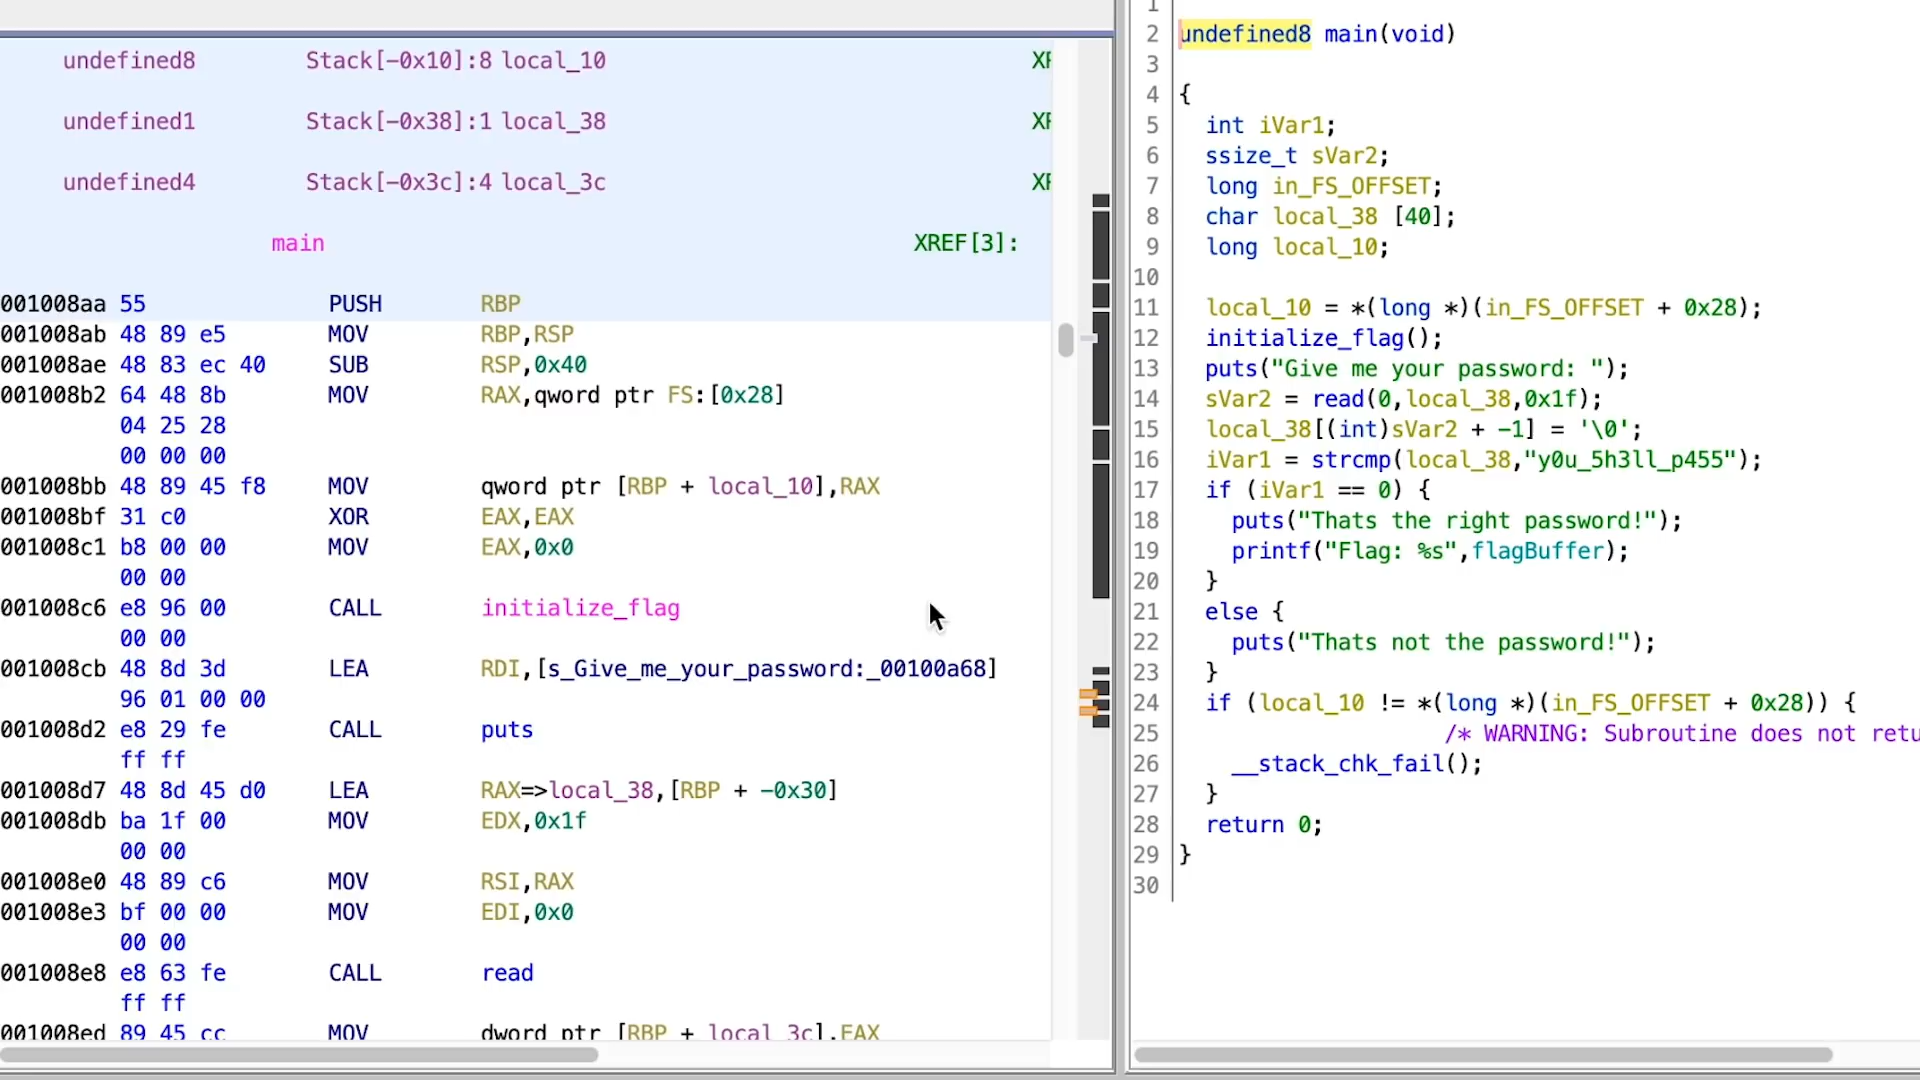 undefined8 Stack[-0x10]:8 local_10
undefined1 Stack[-0x38]:1 local_38
undefined4 Stack[-0x3c]:4 local_3c
main XREF[3]:
001008aa 55 PUSH RBP
001008ab 48 89 e5 MOV RBP,RSP
001008ae 48 83 ec 40 SUB RSP,0x40
001008b2 64 48 8b MOV RAX,qword ptr FS:[0x28]
04 25 28
00 00 00
001008bb 48 89 45 f8 MOV qword ptr [RBP + local_10],RAX
001008bf 31 c0 XOR EAX,EAX
001008c1 b8 00 00 MOV EAX,0x0
00 00
001008c6 e8 96 00 CALL initialize_flag
00 00
001008cb 48 8d 3d LEA RDI,[s_Give_me_your_password:_00100a68]
96 01 00 00
001008d2 e8 29 fe CALL puts
ff ff
001008d7 48 8d 45 d0 LEA RAX=>local_38,[RBP + -0x30]
001008db ba 1f 00 MOV EDX,0x1f
00 00
001008e0 48 89 c6 MOV RSI,RAX
001008e3 bf 00 00 MOV EDI,0x0
00 00
001008e8 e8 63 fe CALL read
ff ff
001008ed 89 45 cc MOV dword ptr [RBP + local_3c],EAX
1
2 undefined8 main(void)
3
4 {
5 int iVar1;
6 ssize_t sVar2;
7 long in_FS_OFFSET;
8 char local_38 [40];
9 long local_10;
10
11 local_10 = *(long *)(in_FS_OFFSET + 0x28);
12 initialize_flag();
13 puts("Give me your password: ");
14 sVar2 = read(0,local_38,0x1f);
15 local_38[(int)sVar2 + -1] = '\0';
16 iVar1 = strcmp(local_38,"y0u_5h3ll_p455");
17 if (iVar1 == 0) {
18 puts("Thats the right password!");
19 printf("Flag: %s",flagBuffer);
20 }
21 else {
22 puts("Thats not the password!");
23 }
24 if (local_10 != *(long *)(in_FS_OFFSET + 0x28)) {
25 /* WARNING: Subroutine does not retu
26 __stack_chk_fail();
27 }
28 return 0;
29 }
30